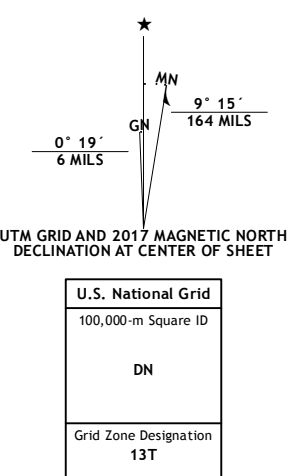 MN
GN
9° 15´
164 MILS
0° 19´
6 MILS
UTM GRID AND 2017 MAGNETIC NORTH
DECLINATION AT CENTER OF SHEET
U.S. National Grid
100,000-m Square ID
DN
Grid Zone Designation
13T